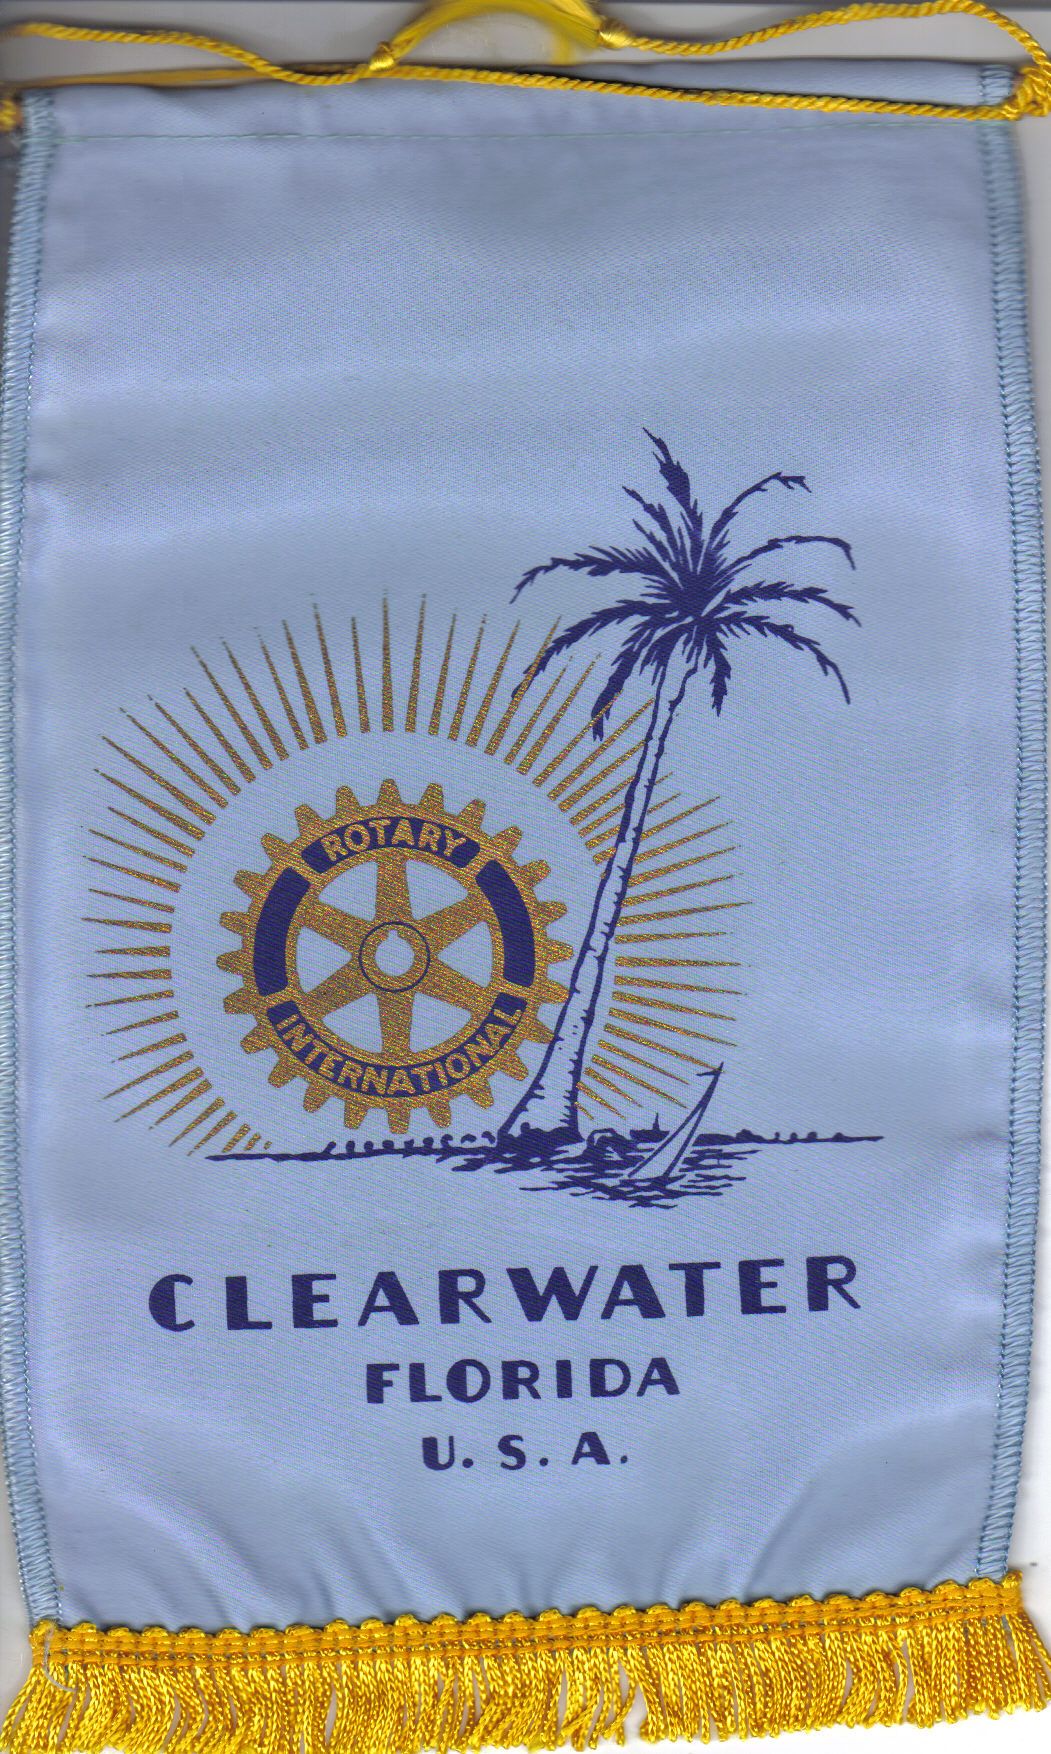 ROTARY
INTERNATIONAL
CLEARWATER
FLORIDA
U. S. A.